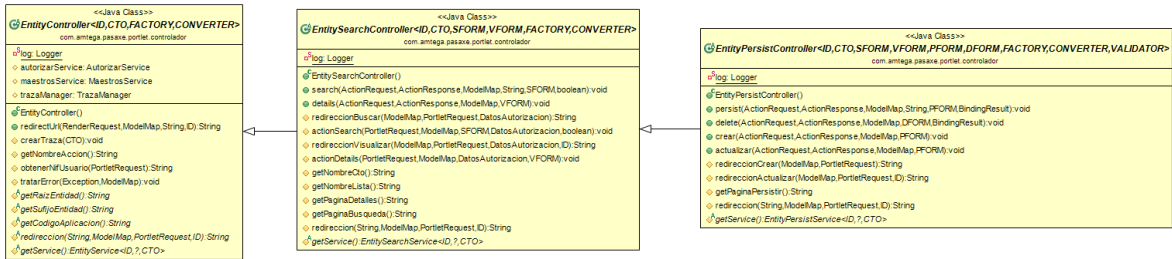 <<Java Class>>
EntityController<ID,CTO,FACTORY,CONVERTER>
com.amtega.pasaxe.portlet.controlador
log: Logger
autorizarService: AutorizarService
maestrosService: MaestrosService
trazaManager: TrazaManager
EntityController()
redirectUrl(RenderRequest,ModelMap,String,ID):String
crearTraza(CTO):void
getNombreAccion():String
obtenerNifUsuario(PortletRequest):String
tratarError(Exception,ModelMap):void
getRaizEntidad():String
getSufijoEntidad():String
getCodigoAplicacion():String
redireccion(String,ModelMap,PortletRequest,ID):String
getService():EntityService<ID,?,CTO>
<<Java Class>>
EntitySearchController<ID,CTO,SFORM,VFORM,FACTORY,CONVERTER>
com.amtega.pasaxe.portlet.controlador
log: Logger
EntitySearchController()
search(ActionRequest,ActionResponse,ModelMap,String,SFORM,boolean):void
details(ActionRequest,ActionResponse,ModelMap,VFORM):void
redireccionBuscar(ModelMap,PortletRequest,DatosAutorizacion):String
actionSearch(PortletRequest,ModelMap,SFORM,DatosAutorizacion,boolean):void
redireccionVisualizar(ModelMap,PortletRequest,DatosAutorizacion,ID):String
actionDetails(PortletRequest,ModelMap,DatosAutorizacion,VFORM):void
getNombreCto():String
getNombreLista():String
getPaginaDetalles():String
getPaginaBusqueda():String
redireccion(String,ModelMap,PortletRequest,ID):String
getService():EntitySearchService<ID,?,CTO>
<<Java Class>>
EntityPersistController<ID,CTO,SFORM,VFORM,PFORM,DFORM,FACTORY,CONVERTER,VALIDATOR>
com.amtega.pasaxe.portlet.controlador
log: Logger
EntityPersistController()
persist(ActionRequest,ActionResponse,ModelMap,String,PFORM,BindingResult):void
delete(ActionRequest,ActionResponse,ModelMap,DFORM,BindingResult):void
crear(ActionRequest,ActionResponse,ModelMap,PFORM):void
actualizar(ActionRequest,ActionResponse,ModelMap,PFORM):void
redireccionCrear(ModelMap,PortletRequest):String
redireccionActualizar(ModelMap,PortletRequest,ID):String
getPaginaPersistir():String
redireccion(String,ModelMap,PortletRequest,ID):String
getService():EntityPersistService<ID,?,CTO>